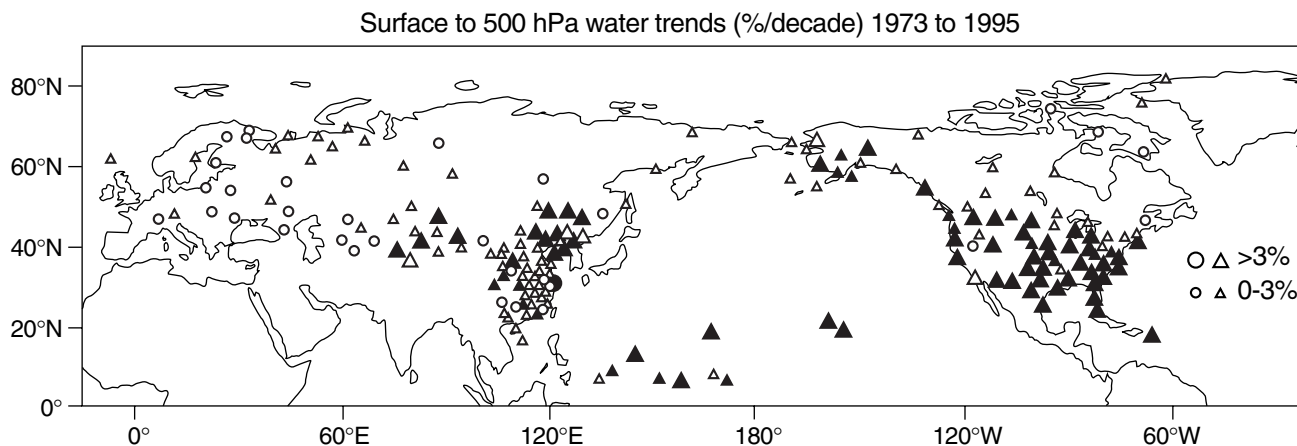 Surface to 500 hPa water trends (%/decade) 1973 to 1995
80°N
60°N
40°N
20°N
0°
>3%
0-3%
0° 60°E 120°E 180° 120°W 60°W